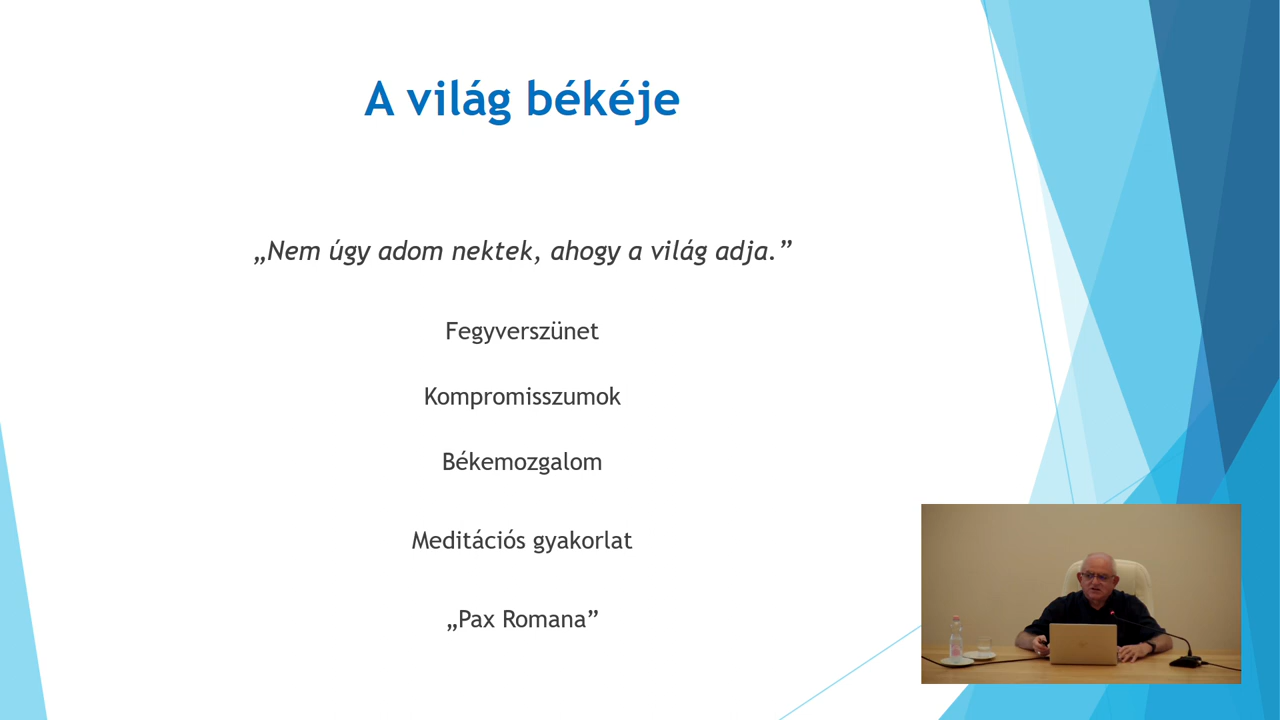 A világ békéje
„Nem úgy adom nektek, ahogy a világ adja.”
Fegyverszünet
Kompromisszumok
Békemozgalom
Meditációs gyakorlat
„Pax Romana”